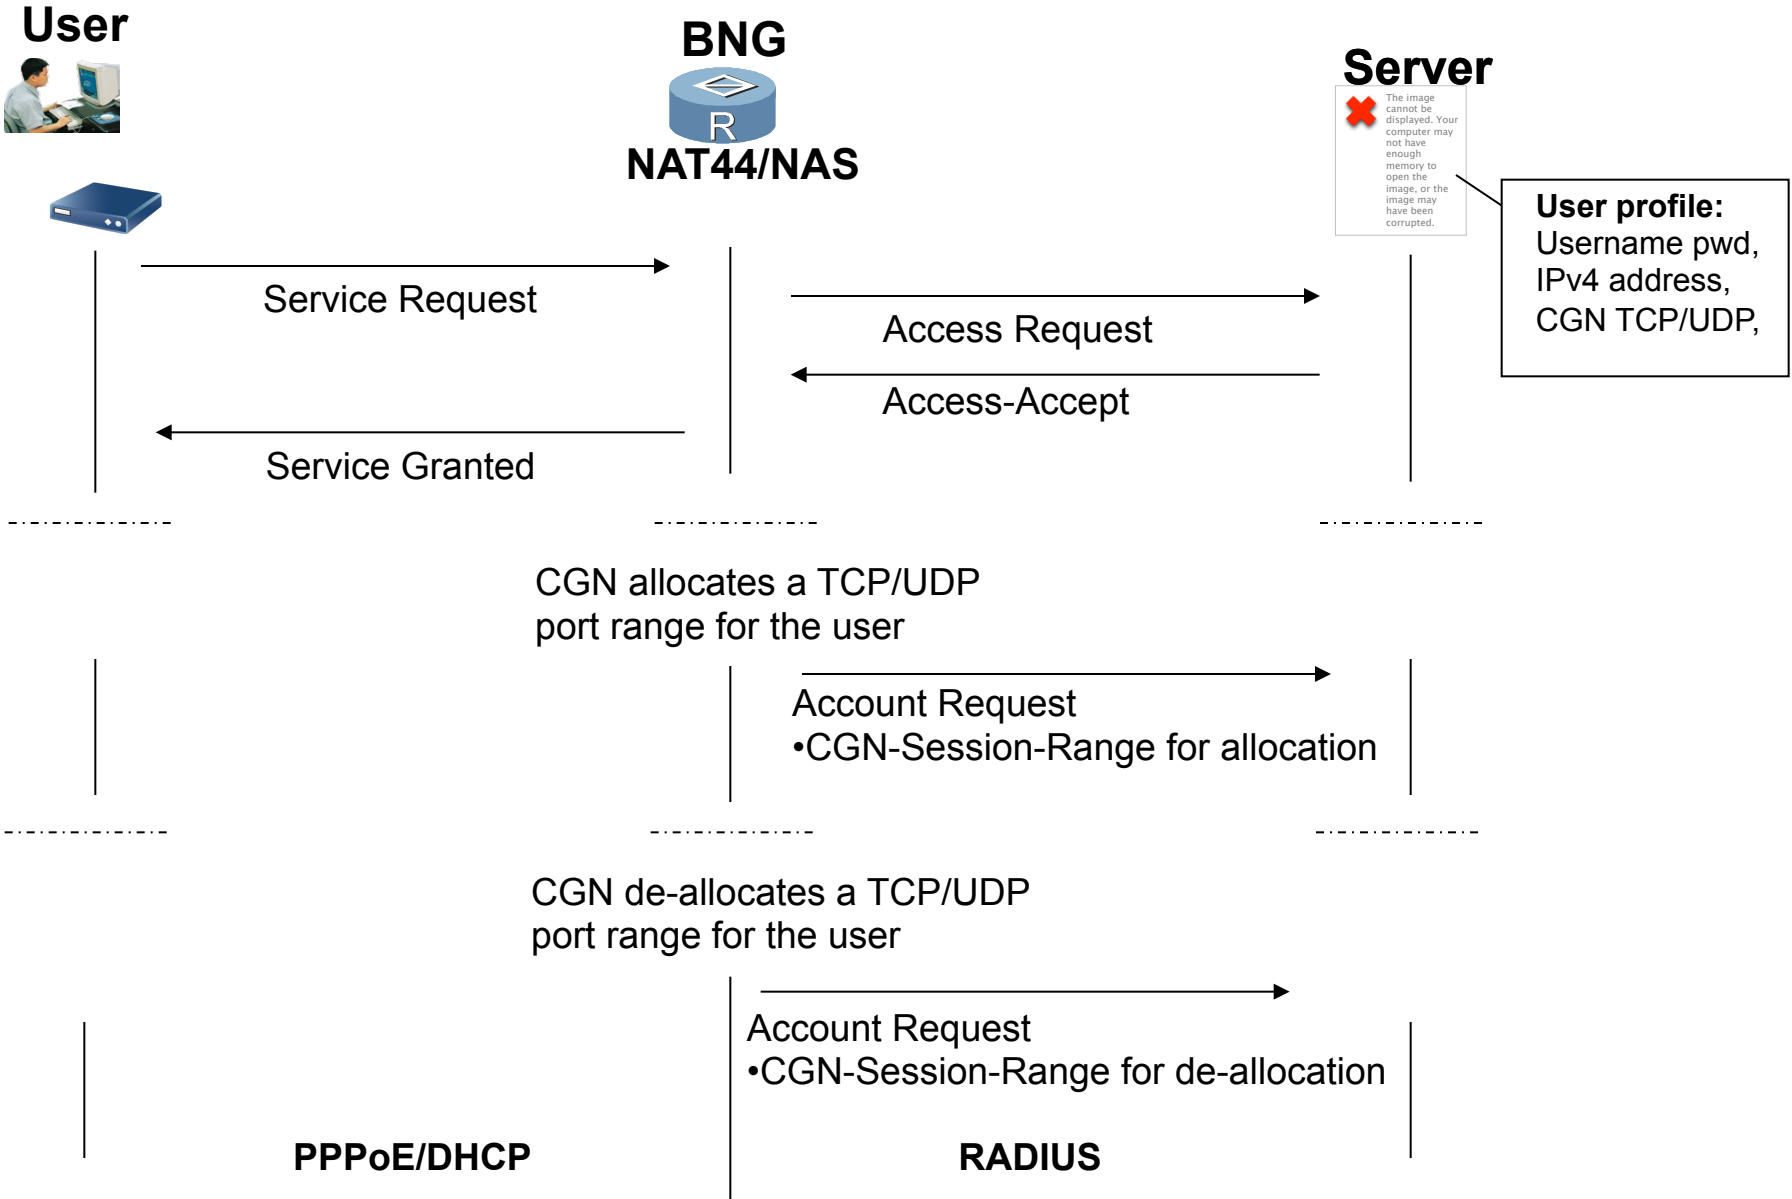 User
BNG
Server
R
NAT44/NAS
The image
cannot be
displayed. Your
computer may
not have
enough
memory to
open the
image, or the
image may
have been
corrupted.
User profile:
Username pwd,
IPv4 address,
CGN TCP/UDP,
Service Request
Access Request
Access-Accept
Service Granted
CGN allocates a TCP/UDP
port range for the user
Account Request
•CGN-Session-Range for allocation
CGN de-allocates a TCP/UDP
port range for the user
Account Request
•CGN-Session-Range for de-allocation
PPPoE/DHCP
RADIUS